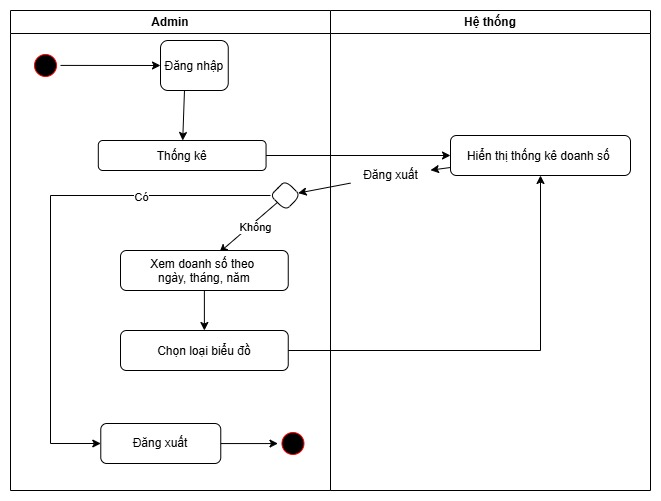 Admin
Hệ thống
Đăng nhập
Thống kê
Hiển thị thống kê doanh số
Đăng xuất
Có
Không
Xem doanh số theo
ngày, tháng, năm
Chọn loại biểu đồ
Đăng xuất